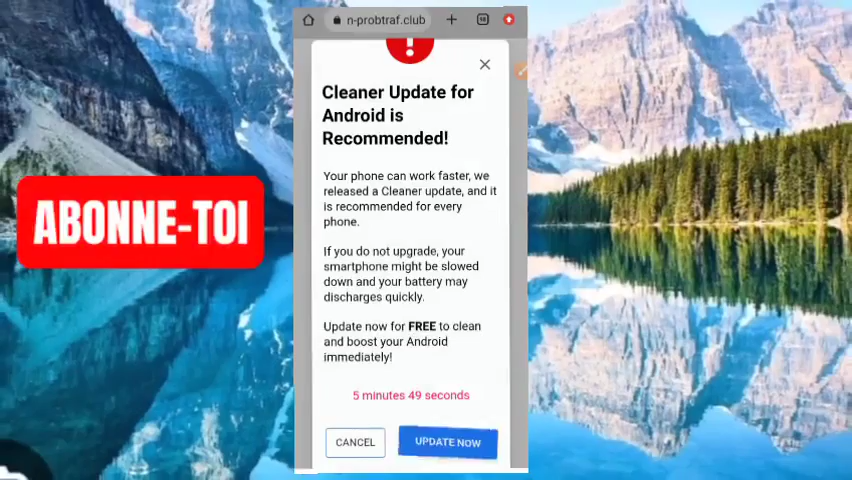 n-probtraf.club
ABONNE-TOI
!
Cleaner Update for
Android is
Recommended!
Your phone can work faster, we
released a Cleaner update, and it
is recommended for every
phone.
If you do not upgrade, your
smartphone might be slowed
down and your battery may
discharges quickly.
Update now for FREE to clean
and boost your Android
immediately!
5 minutes 49 seconds
CANCEL
UPDATE NOW